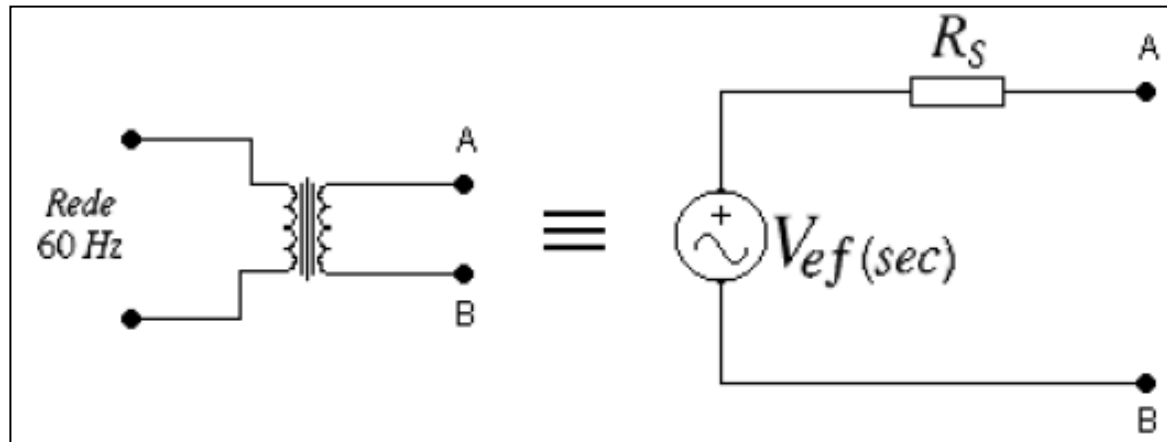 Rede
60 Hz
A
B
R_S
A
V_ef(sec)
B